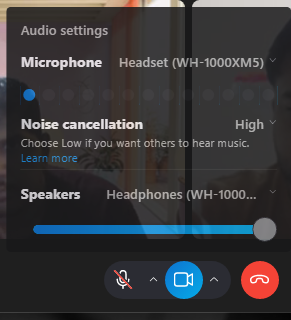 Audio settings
Microphone Headset (WH-1000XM5)
Noise cancellation High
Choose Low if you want others to hear music.
Learn more
Speakers Headphones (WH-1000...